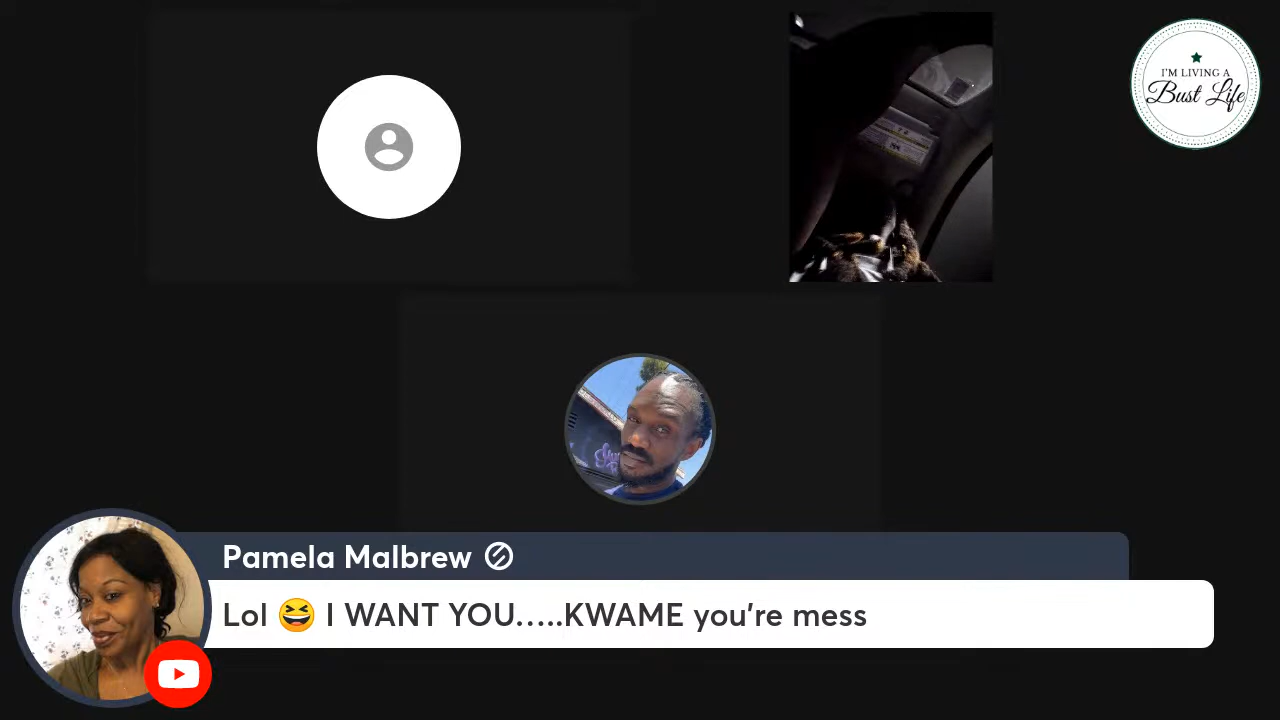 I'M LIVING A
Bust Life
Pamela Malbrew
Lol 😆 I WANT YOU.....KWAME you're mess